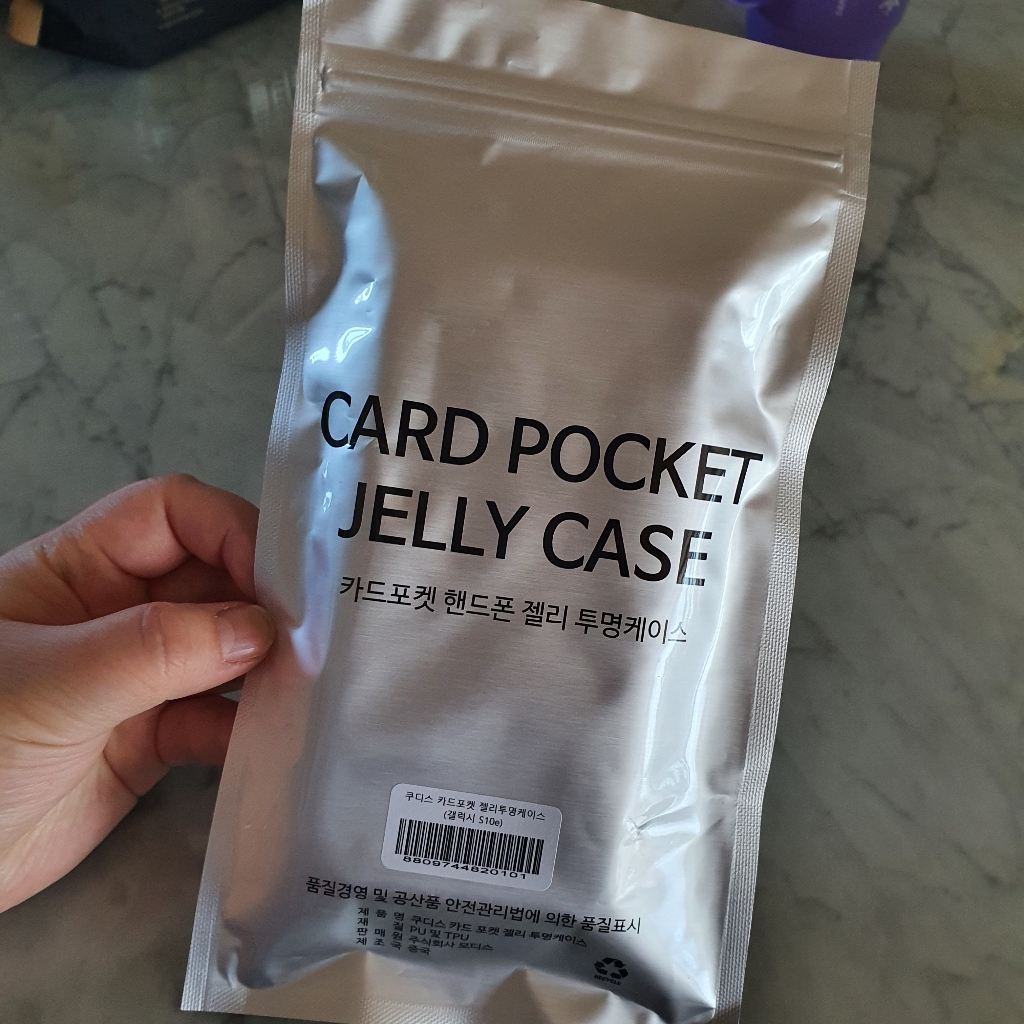 CARD POCKET
JELLY CASE
카드포켓 핸드폰 젤리 투명케이스
쿠디스 카드포켓 젤리투명케이스
(갤럭시 S10e)
8809744820101
품질경영 및 공산품 안전관리법에 의한 품질표시
제 품 명 쿠디스 카드 포켓 젤리 투명케이스
재 질 PU 및 TPU
판 매 원 주식회사 모디스
제 조 국 중국
RECYCLE